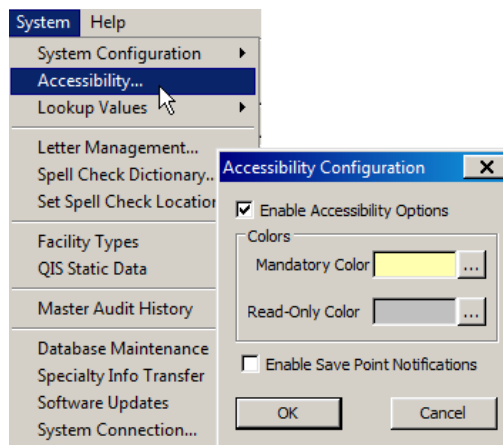 System Help
System Configuration
Accessibility...
Lookup Values
Letter Management...
Spell Check Dictionary..
Set Spell Check Location
Facility Types
QIS Static Data
Master Audit History
Database Maintenance
Specialty Info Transfer
Software Updates
System Connection...
Accessibility Configuration
Enable Accessibility Options
Colors
Mandatory Color ...
Read-Only Color ...
Enable Save Point Notifications
OK Cancel